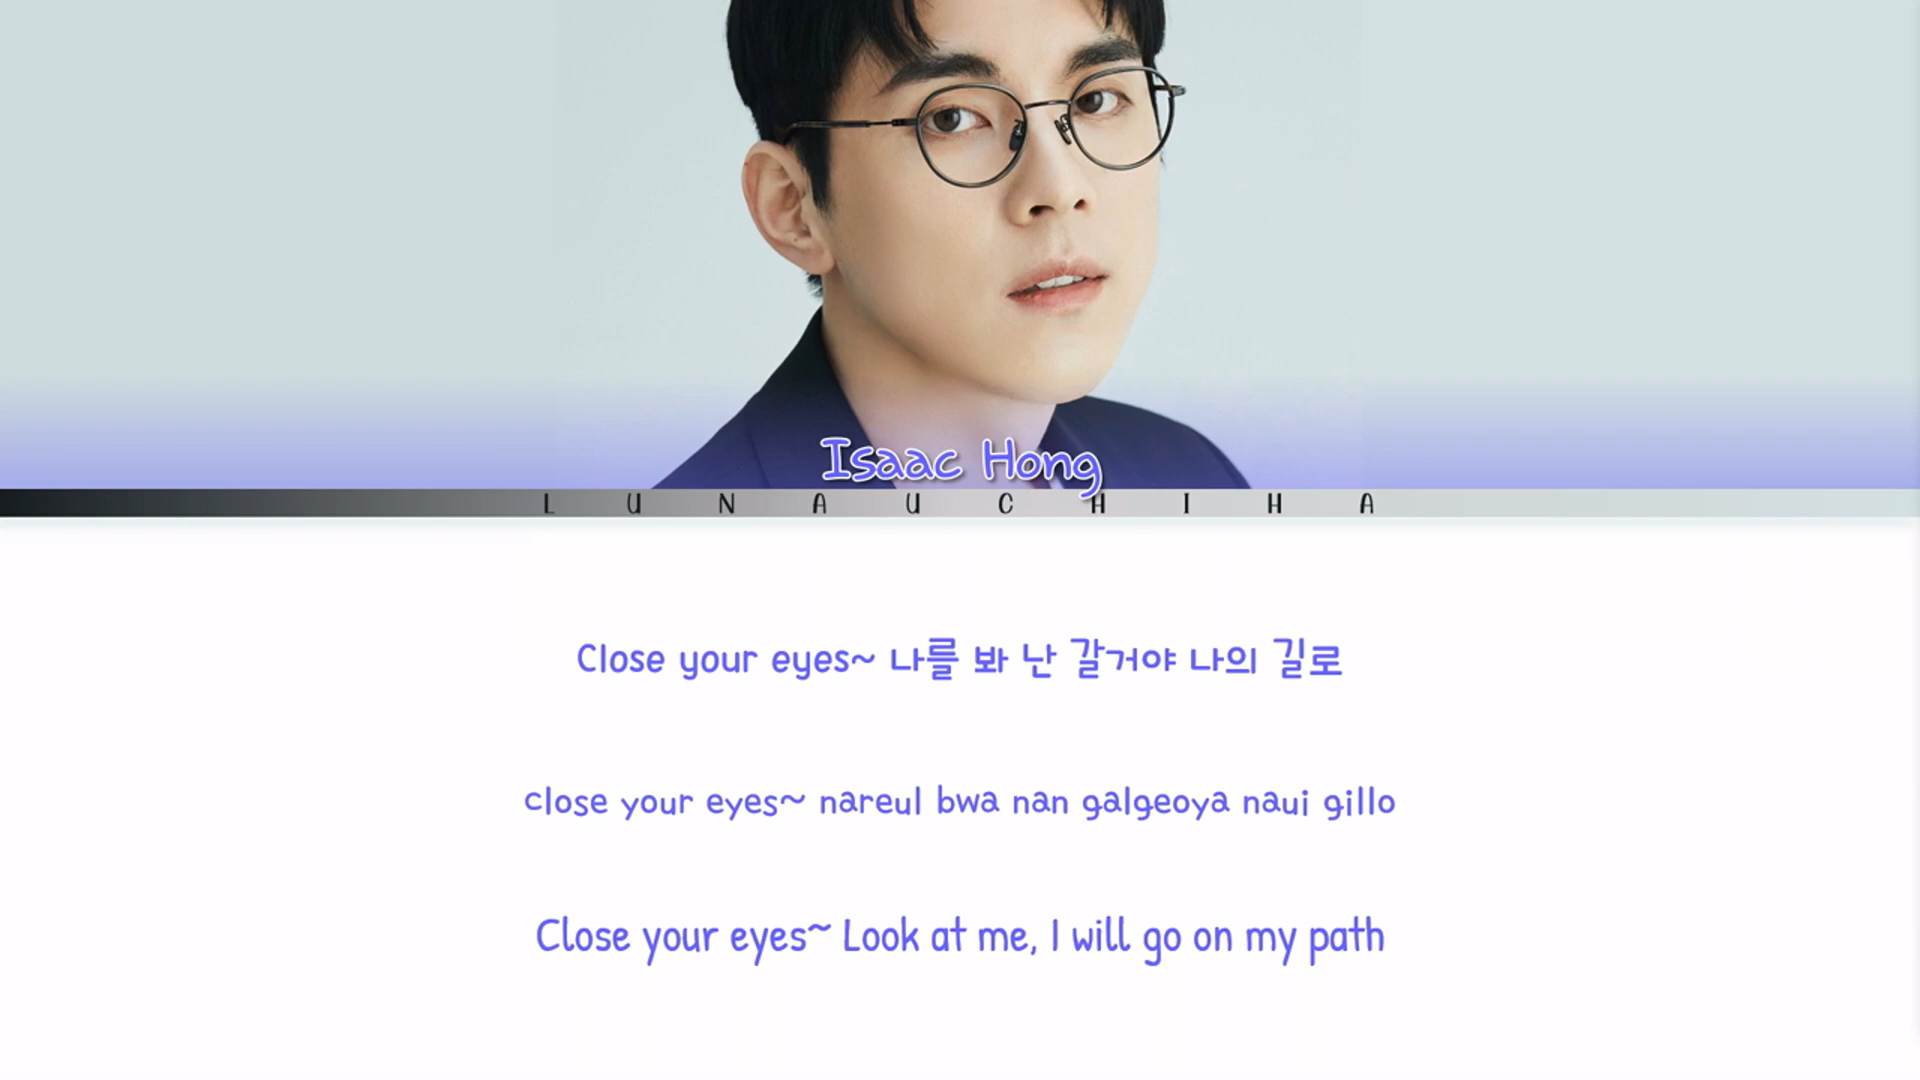 Isaac Hong
LUNAUCHIHA
Close your eyes~ 나를 봐 난 갈거야 나의 길로
close your eyes~ nareul bwa nan galgeoya naui gillo
Close your eyes~ Look at me, I will go on my path